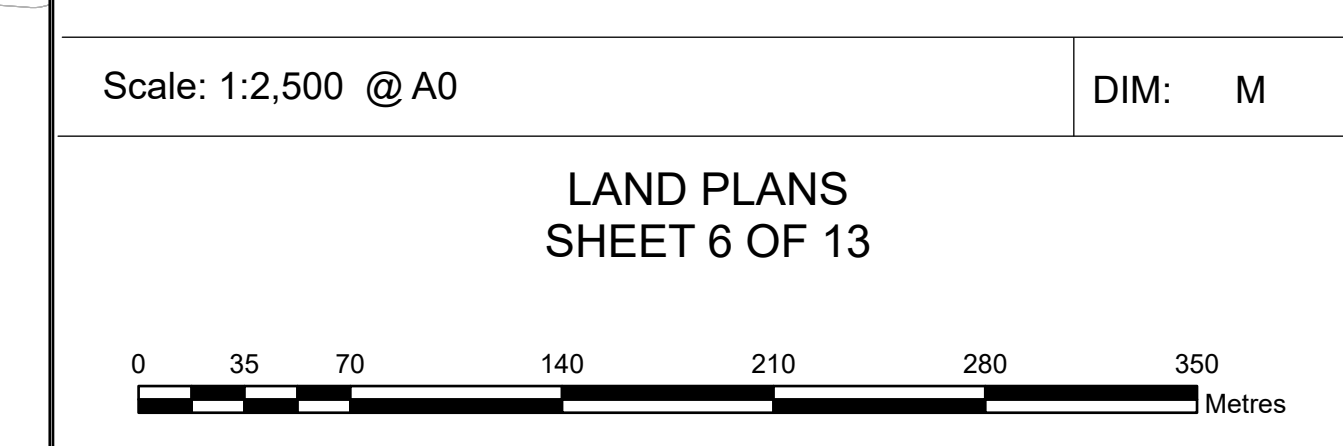 Scale: 1:2,500 @ A0
DIM: M
LAND PLANS
SHEET 6 OF 13
0 35 70 140 210 280 350
Metres